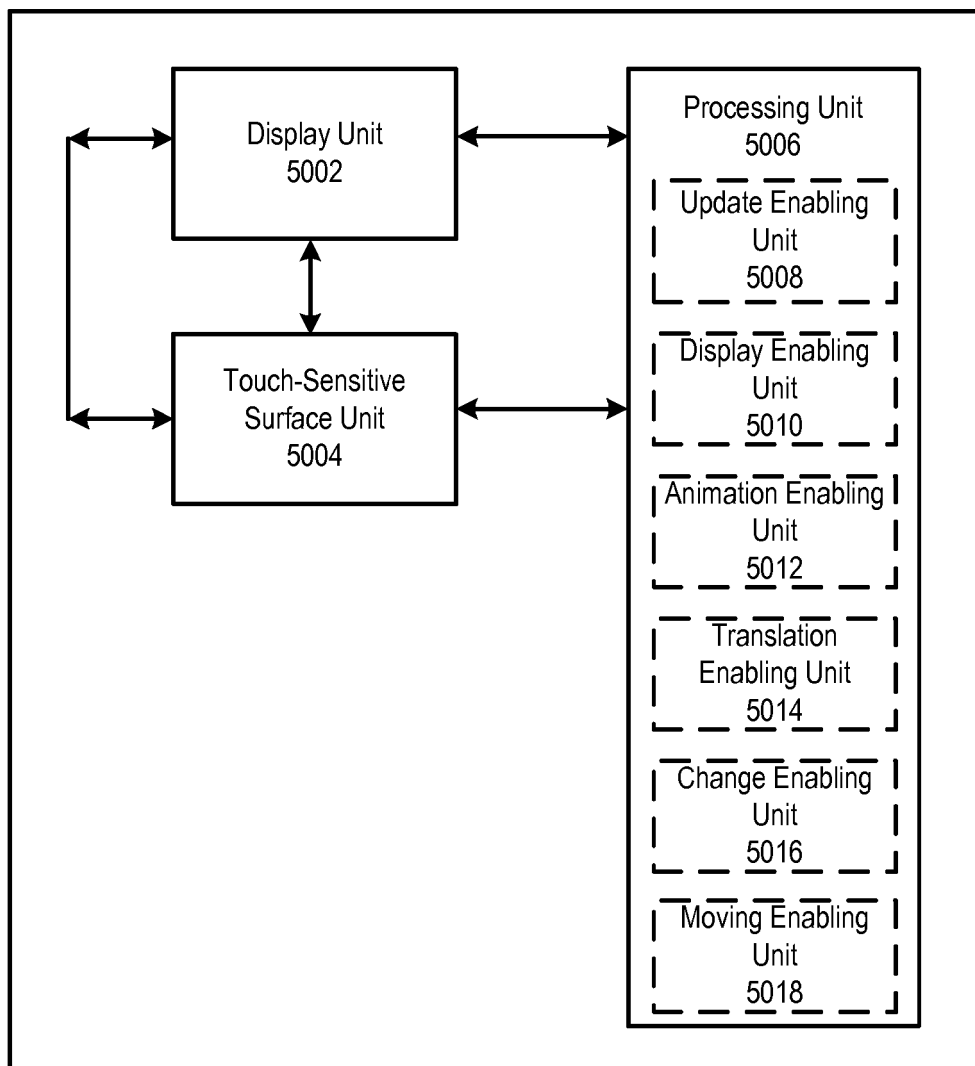 Display Unit
5002
Touch-Sensitive
Surface Unit
5004
Processing Unit
5006
Update Enabling
Unit
5008
Display Enabling
Unit
5010
Animation Enabling
Unit
5012
Translation
Enabling Unit
5014
Change Enabling
Unit
5016
Moving Enabling
Unit
5018